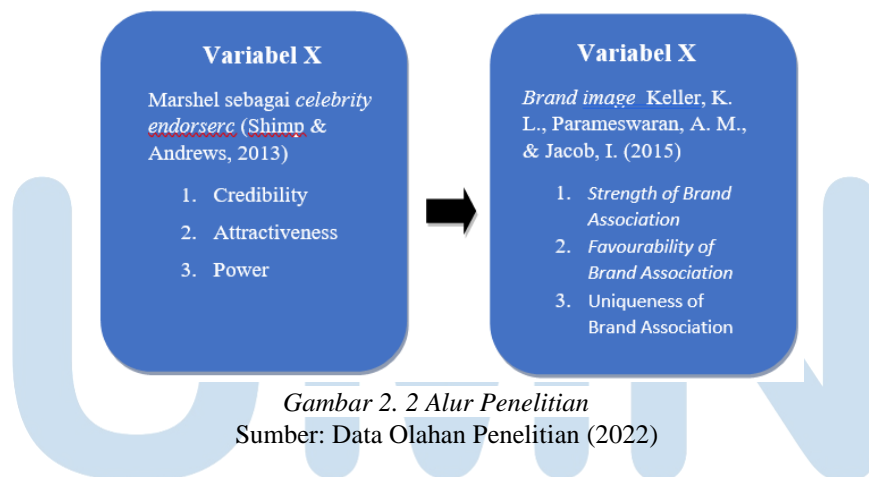 Variabel X
Marshel sebagai celebrity
endorserc (Shimp &
Andrews, 2013)
1. Credibility
2. Attractiveness
3. Power
Variabel X
Brand image Keller, K.
L., Parameswaran, A. M.,
& Jacob, I. (2015)
1. Strength of Brand
Association
2. Favourability of
Brand Association
3. Uniqueness of
Brand Association
Gambar 2. 2 Alur Penelitian
Sumber: Data Olahan Penelitian (2022)
UMN